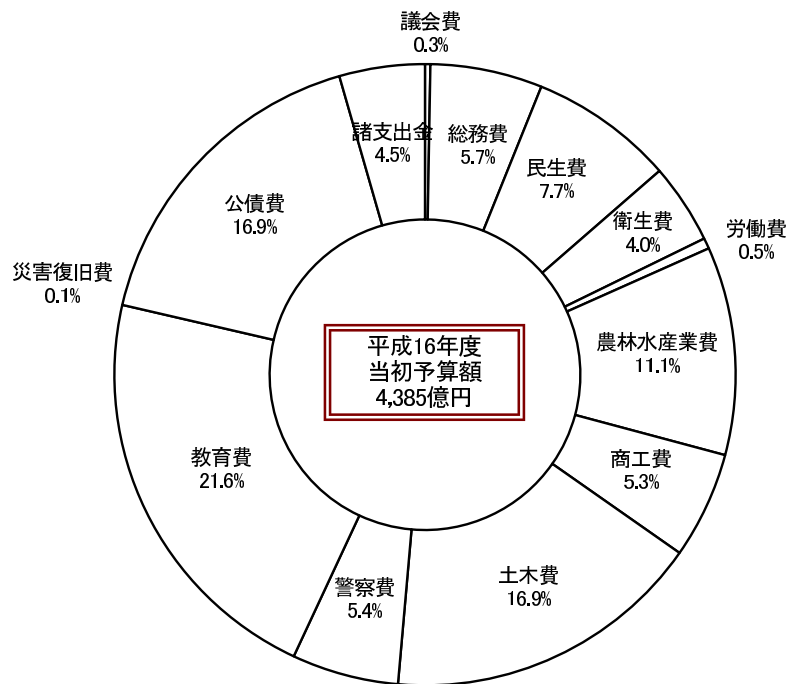 議会費
0.3%
総務費
5.7%
民生費
7.7%
衛生費
4.0%
労働費
0.5%
農林水産業費
11.1%
商工費
5.3%
土木費
16.9%
警察費
5.4%
教育費
21.6%
災害復旧費
0.1%
公債費
16.9%
諸支出金
4.5%
平成16年度
当初予算額
4,385億円